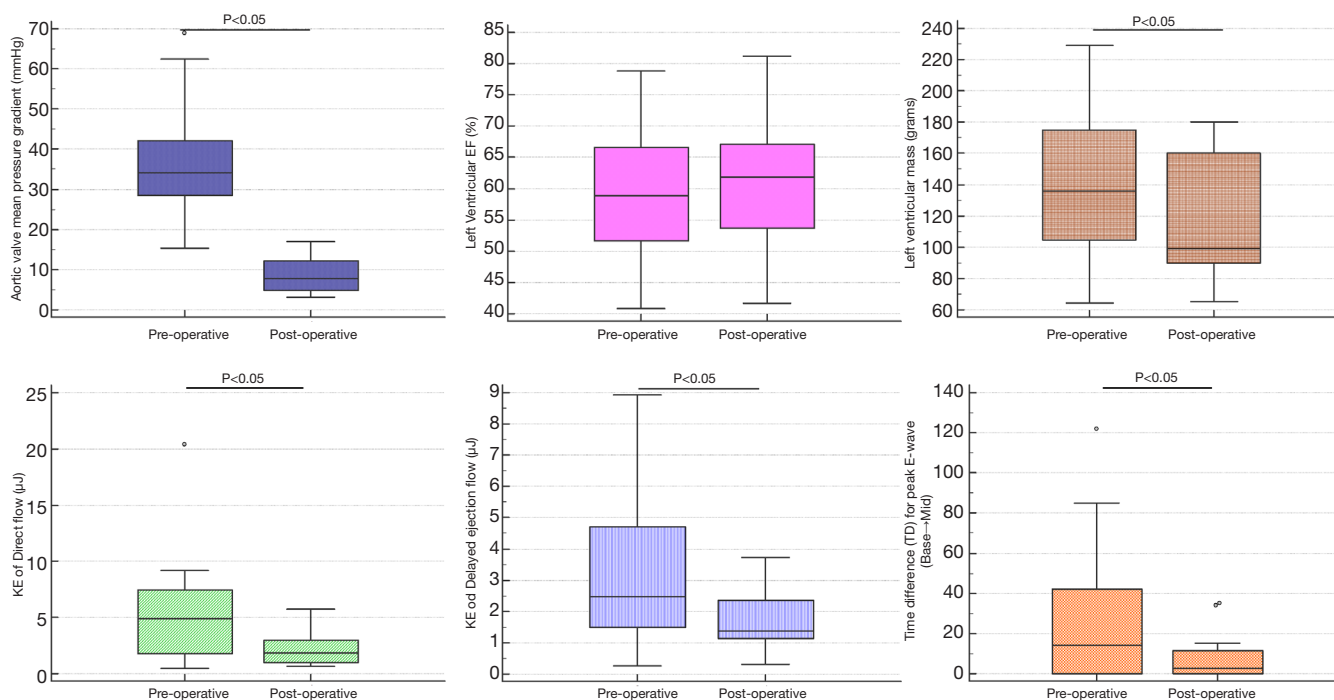 P<0.05
Aortic valve mean pressure gradient (mmHg)
70
60
50
40
30
20
10
0
Pre-operative
Post-operative
Left Ventricular EF (%)
85
80
75
70
65
60
55
50
45
40
Pre-operative
Post-operative
P<0.05
Left ventricular mass (grams)
240
220
200
180
160
140
120
100
80
60
Pre-operative
Post-operative
P<0.05
KE of Direct flow (µJ)
25
20
15
10
5
0
Pre-operative
Post-operative
P<0.05
KE od Delayed ejection flow (µJ)
9
8
7
6
5
4
3
2
1
0
Pre-operative
Post-operative
P<0.05
Time difference (TD) for peak E-wave
(Base→Mid)
140
120
100
80
60
40
20
0
Pre-operative
Post-operative